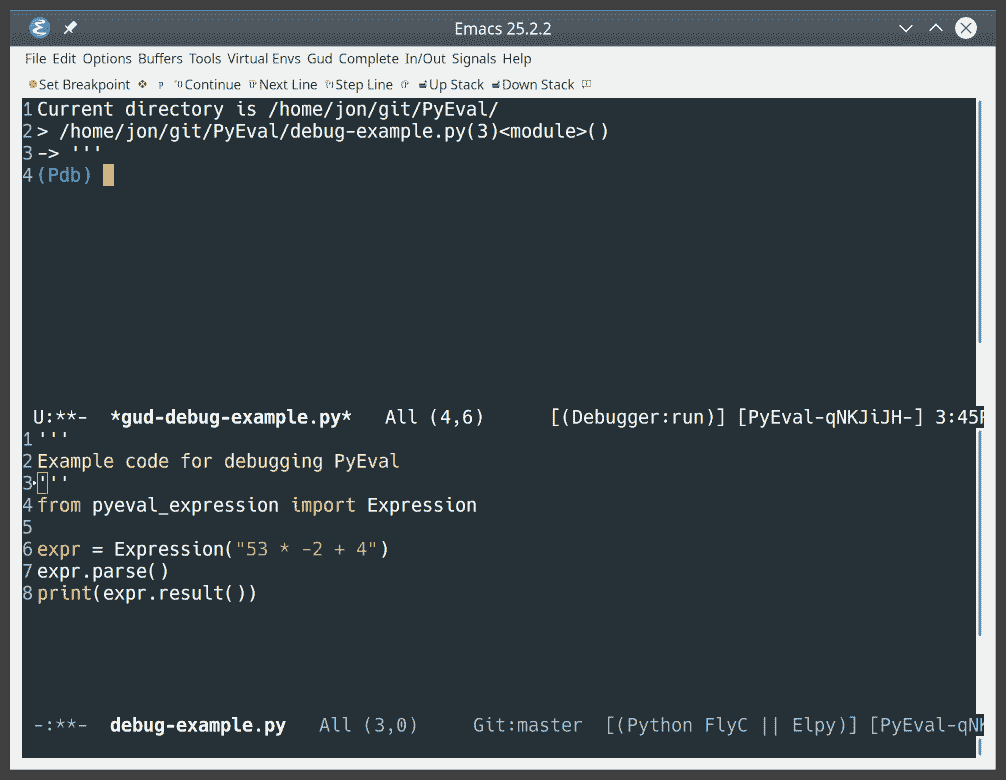 Emacs 25.2.2
File Edit Options Buffers Tools Virtual Envs Gud Complete In/Out Signals Help
Set Breakpoint Continue Next Line Step Line Up Stack Down Stack
1 Current directory is /home/jon/git/PyEval/
2 > /home/jon/git/PyEval/debug-example.py(3)<module>()
3 -> '''
4 (Pdb)
U:**- *gud-debug-example.py* All (4,6) [(Debugger:run)] [PyEval-qNKJiJH-] 3:45
1 '''
2 Example code for debugging PyEval
3 '''
4 from pyeval_expression import Expression
5
6 expr = Expression("53 * -2 + 4")
7 expr.parse()
8 print(expr.result())
-:**- debug-example.py All (3,0) Git:master [(Python FlyC || Elpy)] [PyEval-qN